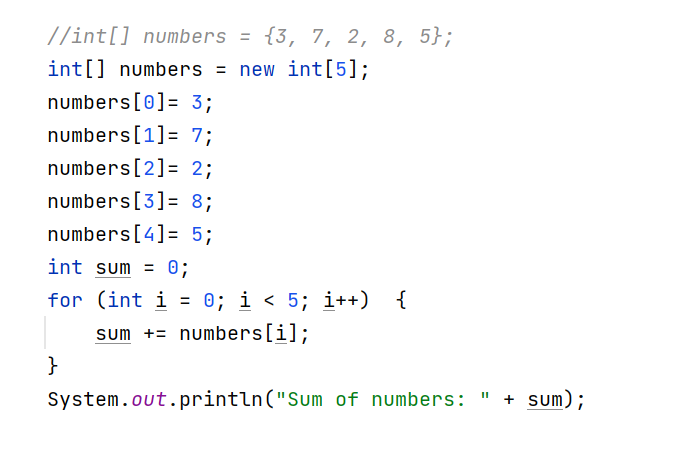 //int[] numbers = {3, 7, 2, 8, 5};
int[] numbers = new int[5];
numbers[0]= 3;
numbers[1]= 7;
numbers[2]= 2;
numbers[3]= 8;
numbers[4]= 5;
int sum = 0;
for (int i = 0; i < 5; i++)  {
    sum += numbers[i];
}
System.out.println("Sum of numbers: " + sum);